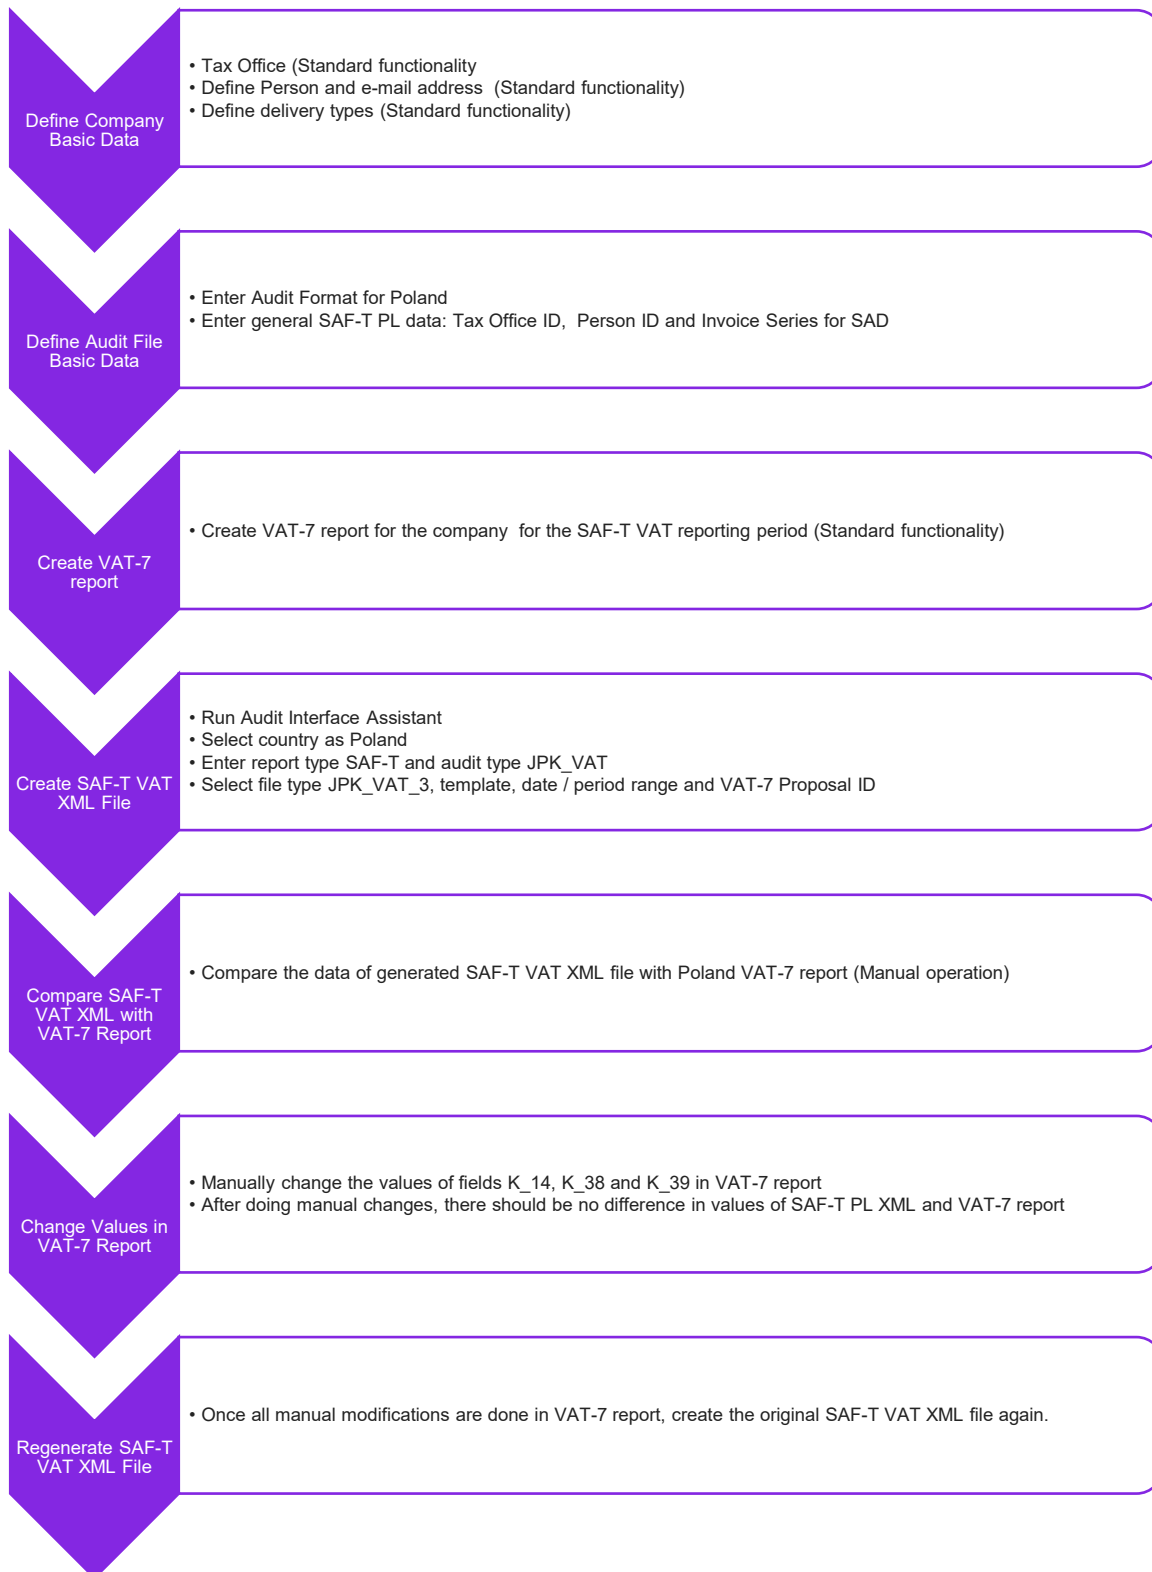 Define Company
Basic Data
• Tax Office (Standard functionality
• Define Person and e-mail address  (Standard functionality)
• Define delivery types (Standard functionality)
Define Audit File
Basic Data
• Enter Audit Format for Poland
• Enter general SAF-T PL data: Tax Office ID,  Person ID and Invoice Series for SAD
Create VAT-7
report
• Create VAT-7 report for the company  for the SAF-T VAT reporting period (Standard functionality)
Create SAF-T VAT
XML File
• Run Audit Interface Assistant
• Select country as Poland
• Enter report type SAF-T and audit type JPK_VAT
• Select file type JPK_VAT_3, template, date / period range and VAT-7 Proposal ID
Compare SAF-T
VAT XML with
VAT-7 Report
• Compare the data of generated SAF-T VAT XML file with Poland VAT-7 report (Manual operation)
Change Values in
VAT-7 Report
• Manually change the values of fields K_14, K_38 and K_39 in VAT-7 report
• After doing manual changes, there should be no difference in values of SAF-T PL XML and VAT-7 report
Regenerate SAF-T
VAT XML File
• Once all manual modifications are done in VAT-7 report, create the original SAF-T VAT XML file again.